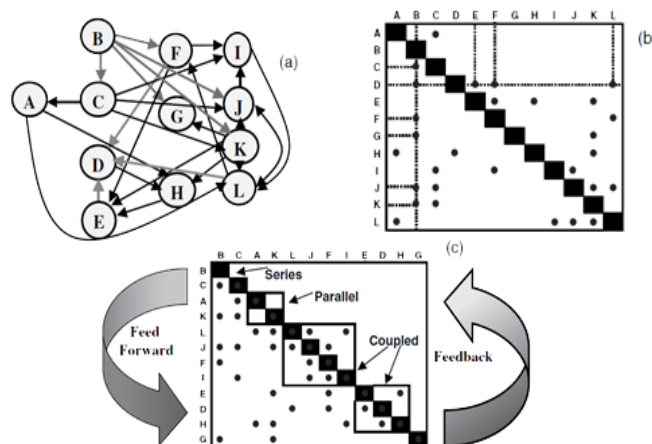 A B C D E F G H I J K L
(b)
B
F
I
(a)
A
C
J
G
K
D
H
L
E
A
B
C
D
E
F
G
H
I
J
K
L
(c)
B C A K L J F I E D H G
B
C
A
K
L
J
F
I
E
D
H
G
Series
Parallel
Coupled
Feed
Forward
Feedback